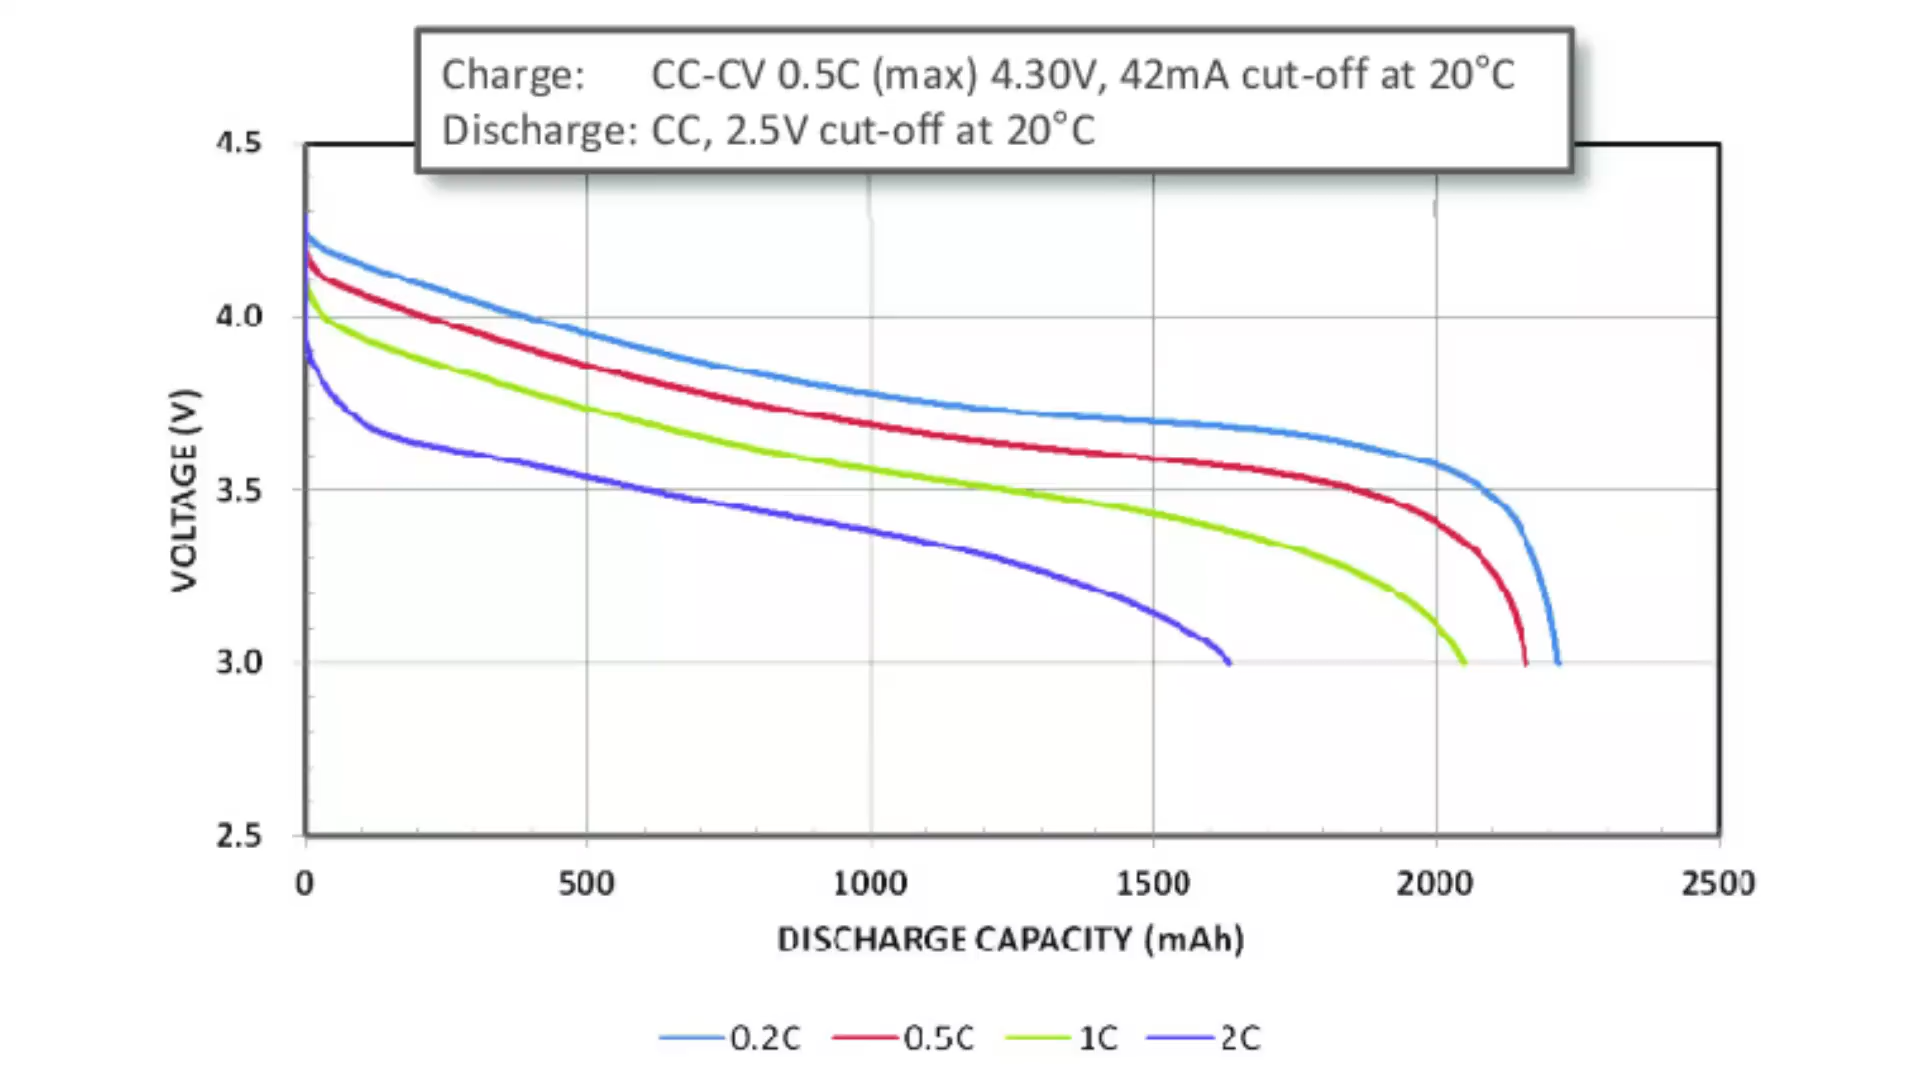 Charge: CC-CV 0.5C (max) 4.30V, 42mA cut-off at 20°C
Discharge: CC, 2.5V cut-off at 20°C
4.5
4.0
3.5
3.0
2.5
VOLTAGE (V)
0 500 1000 1500 2000 2500
DISCHARGE CAPACITY (mAh)
0.2C 0.5C 1C 2C